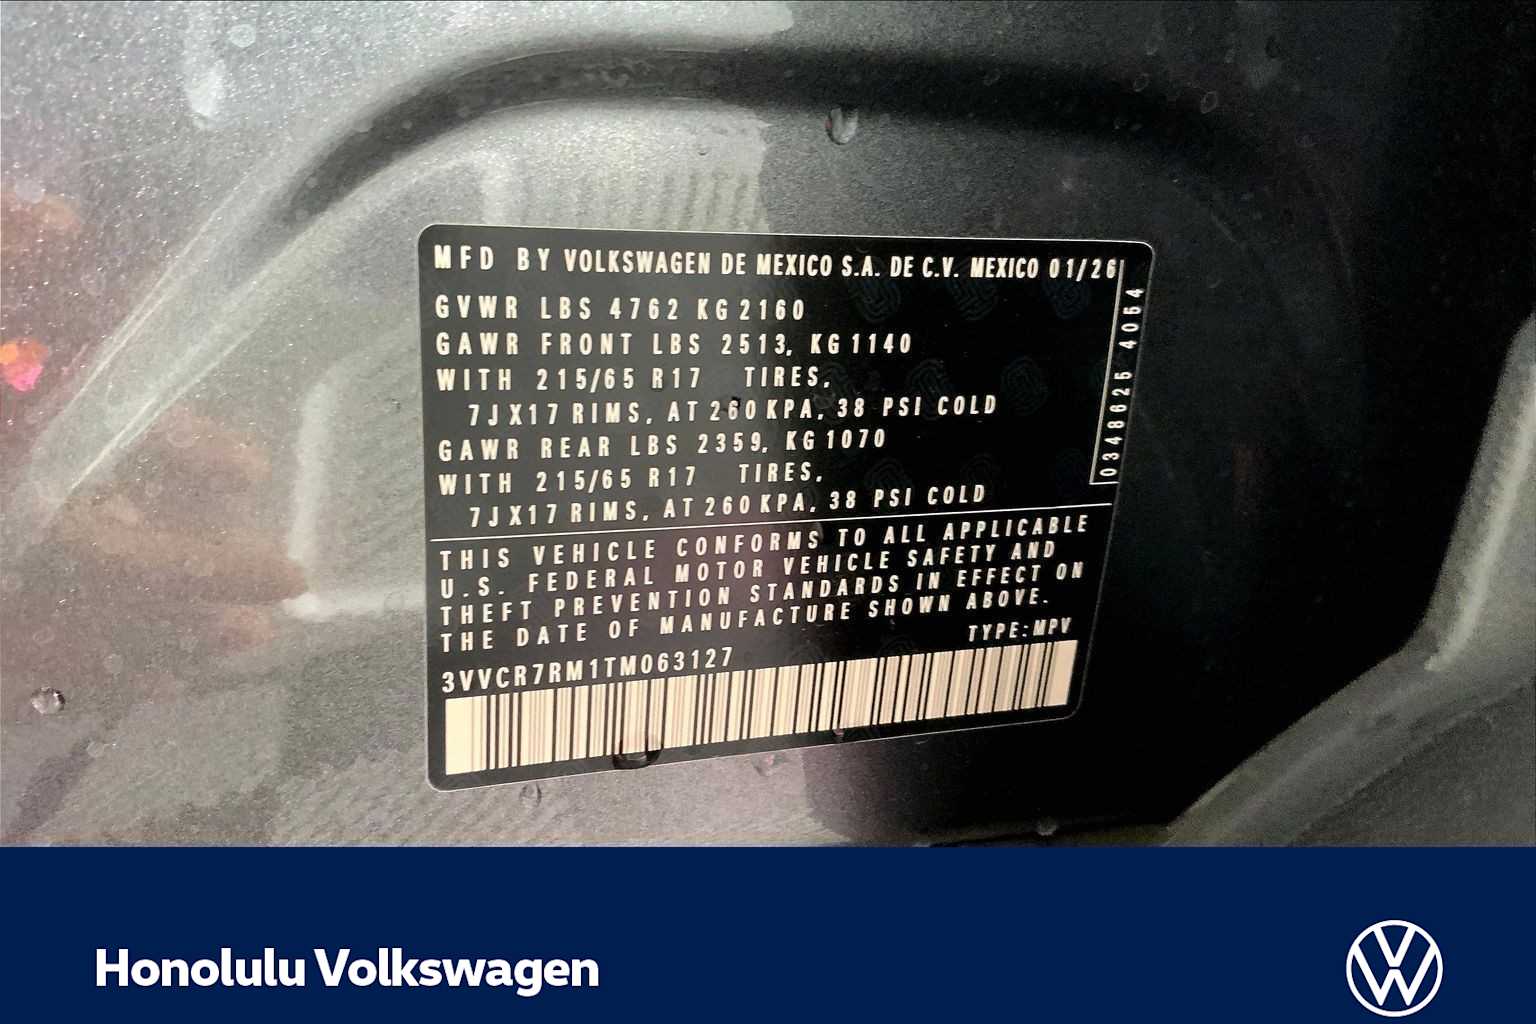 MFD BY VOLKSWAGEN DE MEXICO S.A. DE C.V. MEXICO 01/26
GVWR LBS 4762 KG 2160
GAWR FRONT LBS 2513, KG 1140
WITH 215/65 R17 TIRES,
7JX17 RIMS, AT 260 KPA, 38 PSI COLD
GAWR REAR LBS 2359, KG 1070
WITH 215/65 R17 TIRES,
7JX17 RIMS, AT 260 KPA, 38 PSI COLD
0348625 4054
THIS VEHICLE CONFORMS TO ALL APPLICABLE
U.S. FEDERAL MOTOR VEHICLE SAFETY AND
THEFT PREVENTION STANDARDS IN EFFECT ON
THE DATE OF MANUFACTURE SHOWN ABOVE.
TYPE: MPV
3VVCR7RM1TM063127
Honolulu Volkswagen